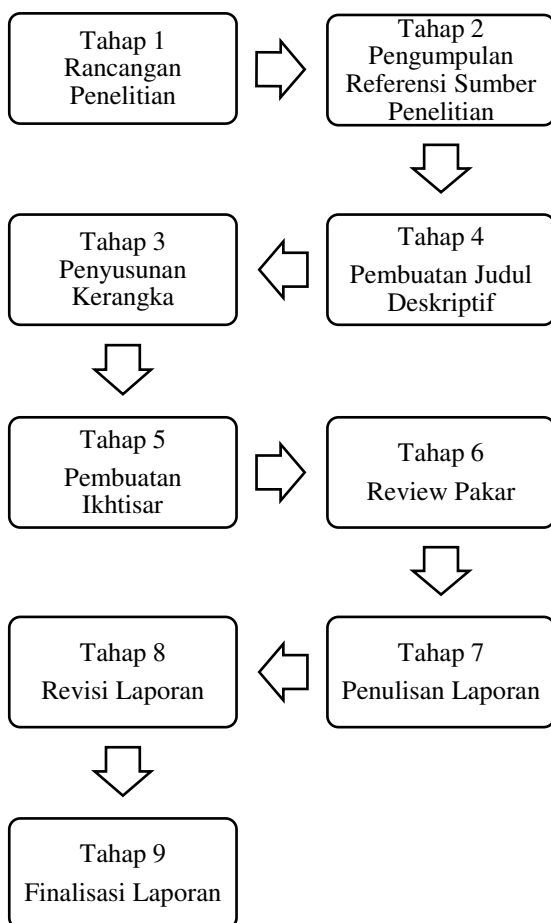 Tahap 1
Rancangan
Penelitian
Tahap 2
Pengumpulan
Referensi Sumber
Penelitian
Tahap 3
Penyusunan
Kerangka
Tahap 4
Pembuatan Judul
Deskriptif
Tahap 5
Pembuatan
Ikhtisar
Tahap 6
Review Pakar
Tahap 8
Revisi Laporan
Tahap 7
Penulisan Laporan
Tahap 9
Finalisasi Laporan